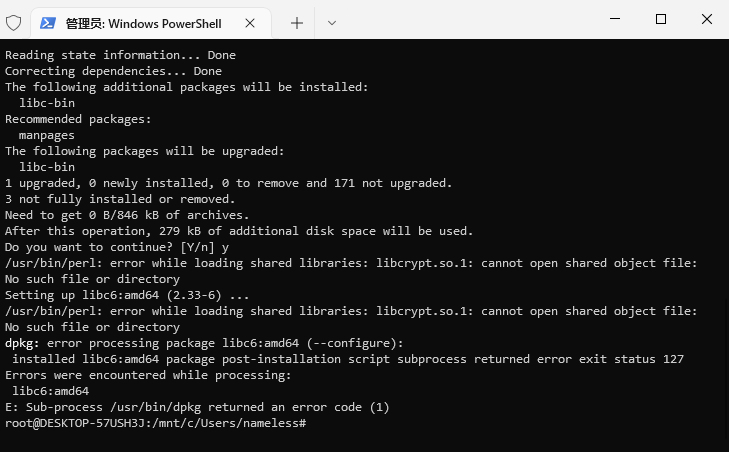 管理员: Windows PowerShell
Reading state information... Done
Correcting dependencies... Done
The following additional packages will be installed:
  libc-bin
Recommended packages:
  manpages
The following packages will be upgraded:
  libc-bin
1 upgraded, 0 newly installed, 0 to remove and 171 not upgraded.
3 not fully installed or removed.
Need to get 0 B/846 kB of archives.
After this operation, 279 kB of additional disk space will be used.
Do you want to continue? [Y/n] y
/usr/bin/perl: error while loading shared libraries: libcrypt.so.1: cannot open shared object file:
No such file or directory
Setting up libc6:amd64 (2.33-6) ...
/usr/bin/perl: error while loading shared libraries: libcrypt.so.1: cannot open shared object file:
No such file or directory
dpkg: error processing package libc6:amd64 (--configure):
 installed libc6:amd64 package post-installation script subprocess returned error exit status 127
Errors were encountered while processing:
 libc6:amd64
E: Sub-process /usr/bin/dpkg returned an error code (1)
root@DESKTOP-57USH3J:/mnt/c/Users/nameless#